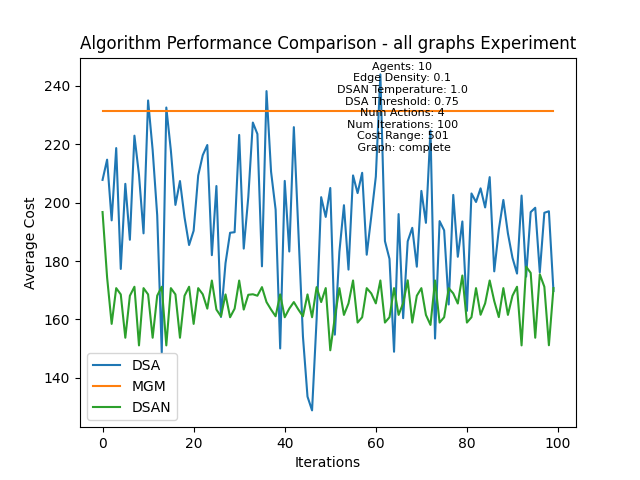 Algorithm Performance Comparison - all graphs Experiment
Agents: 10
Edge Density: 0.1
DSAN Temperature: 1.0
DSA Threshold: 0.75
Num Actions: 4
Num Iterations: 100
Cost Range: 501
Graph: complete
240
220
200
180
160
140
Average Cost
DSA
MGM
DSAN
0
20
40
60
80
100
Iterations